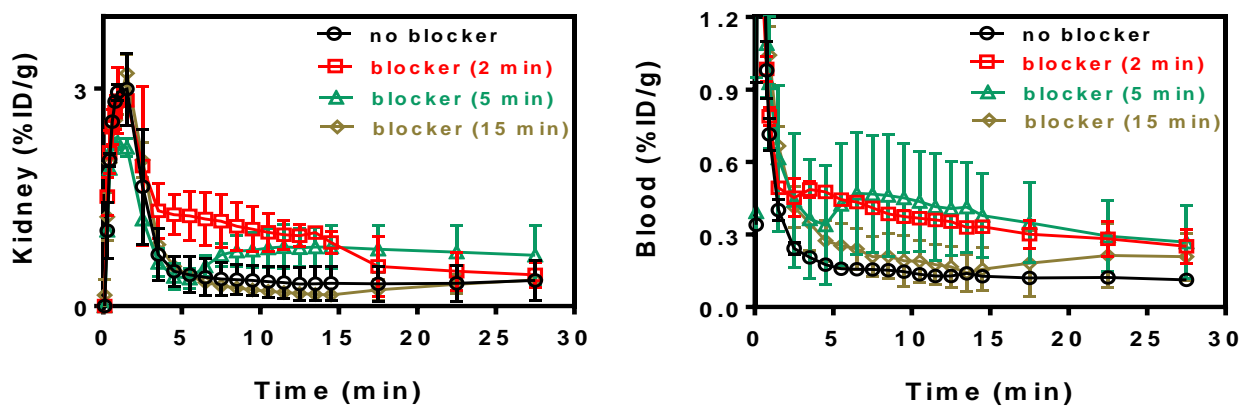 Kidney (%ID/g)
3
0
no blocker
blocker (2 min)
blocker (5 min)
blocker (15 min)
0 5 10 15 20 25 30
Time (min)
Blood (%ID/g)
1.2
0.9
0.6
0.3
0.0
no blocker
blocker (2 min)
blocker (5 min)
blocker (15 min)
0 5 10 15 20 25 30
Time (min)